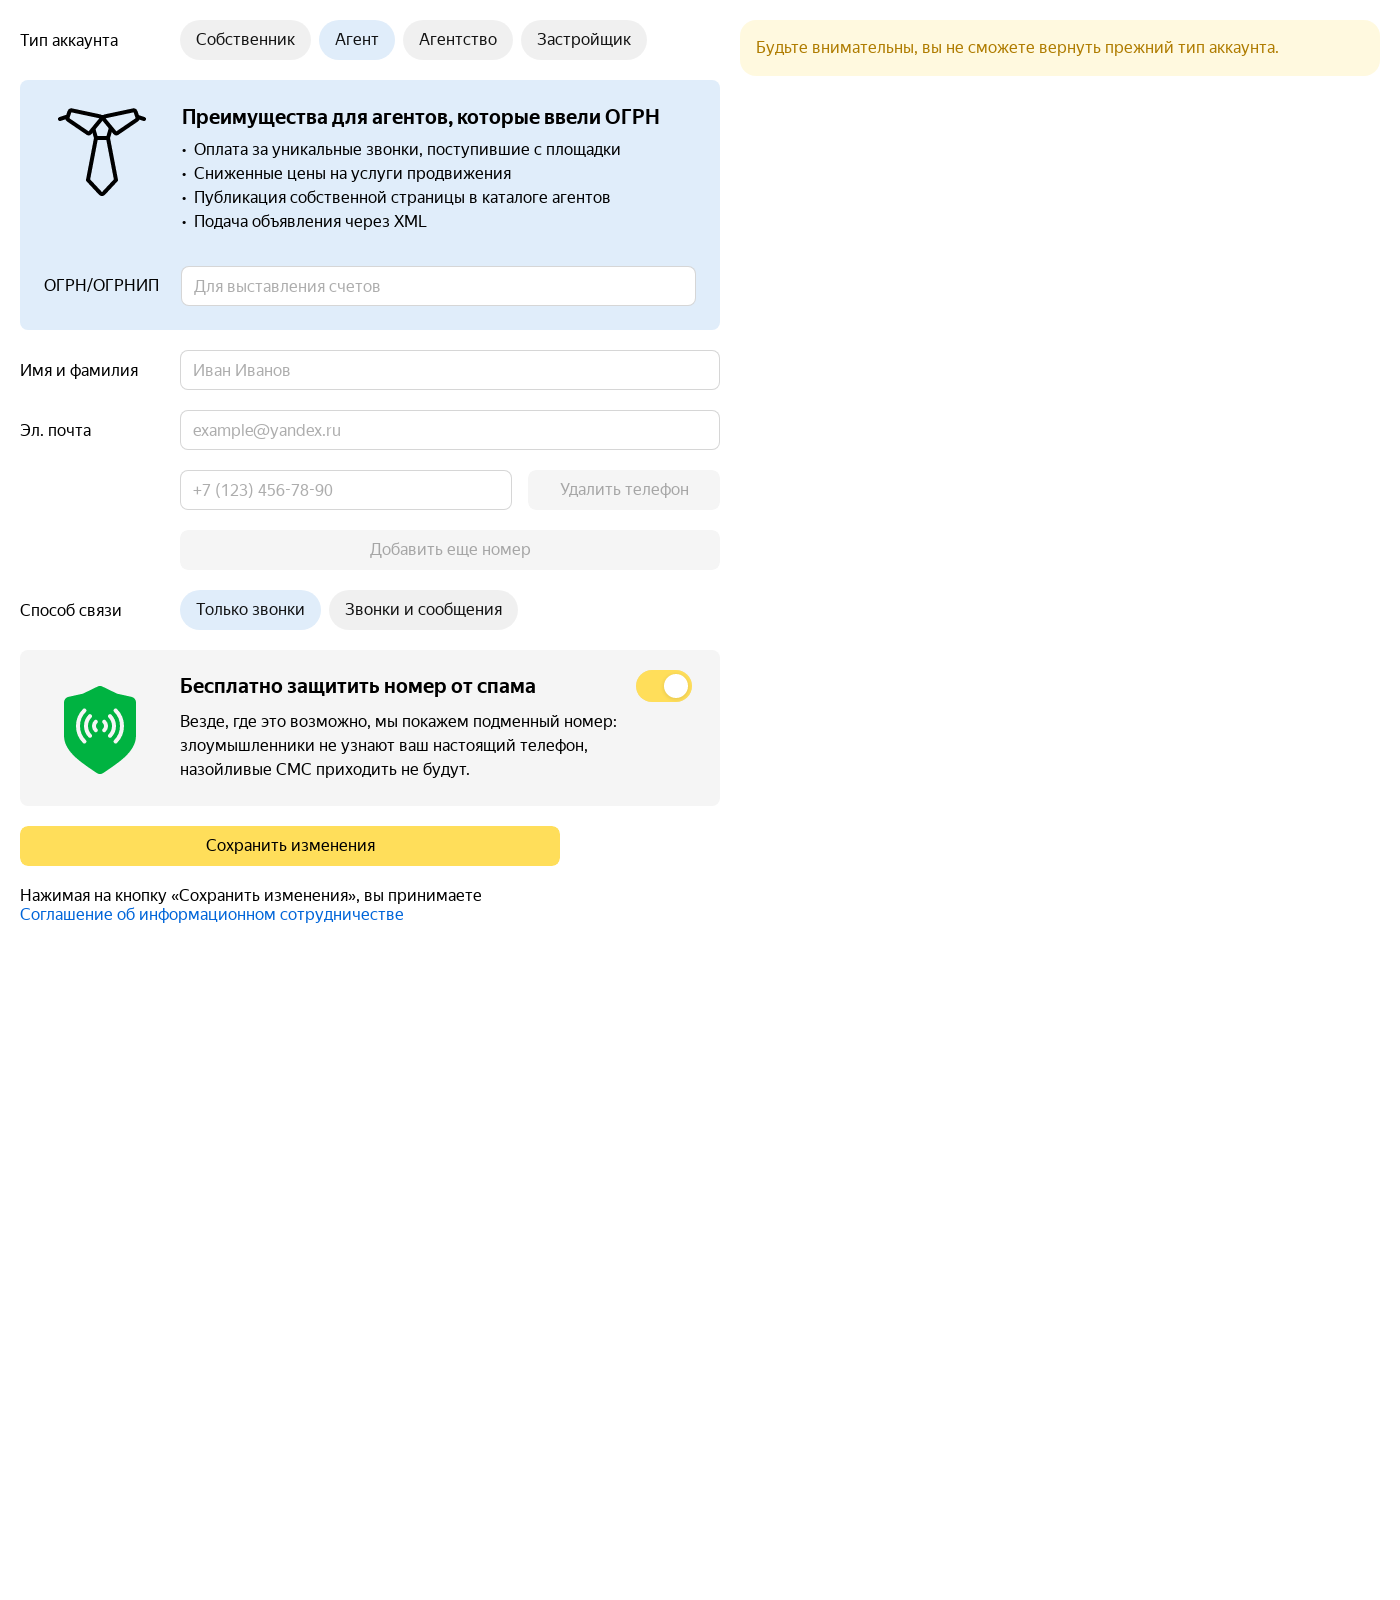 Тип аккаунта
Собственник
Агент
Агентство
Застройщик
Будьте внимательны, вы не сможете вернуть прежний тип аккаунта.
Преимущества для агентов, которые ввели ОГРН
• Оплата за уникальные звонки, поступившие с площадки
• Сниженные цены на услуги продвижения
• Публикация собственной страницы в каталоге агентов
• Подача объявления через XML
ОГРН/ОГРНИП
Для выставления счетов
Имя и фамилия
Иван Иванов
Эл. почта
example@yandex.ru
+7 (123) 456-78-90
Удалить телефон
Добавить еще номер
Способ связи
Только звонки
Звонки и сообщения
Бесплатно защитить номер от спама
Везде, где это возможно, мы покажем подменный номер:
злоумышленники не узнают ваш настоящий телефон,
назойливые СМС приходить не будут.
Сохранить изменения
Нажимая на кнопку «Сохранить изменения», вы принимаете
Соглашение об информационном сотрудничестве